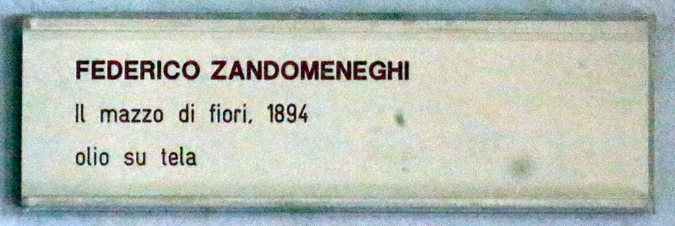 FEDERICO ZANDOMENEGHI
Il mazzo di fiori, 1894
olio su tela